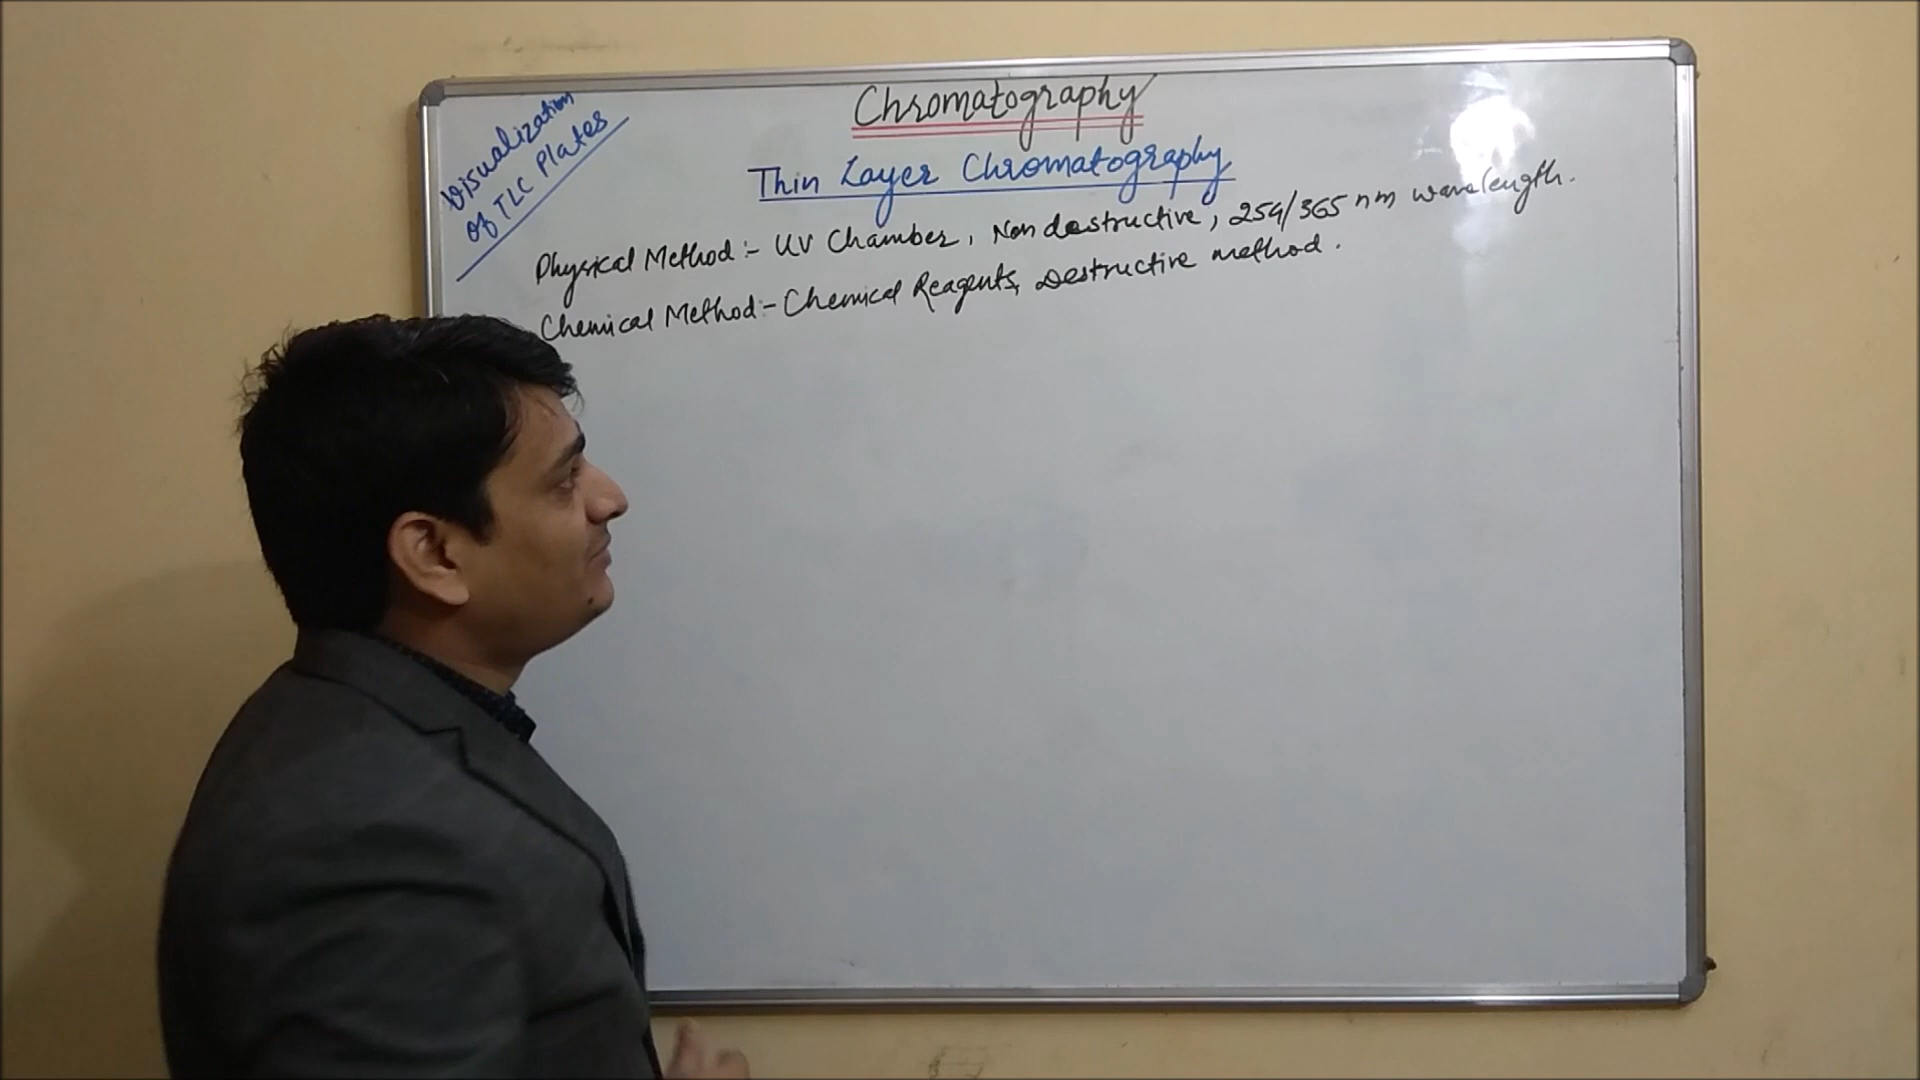 Visualization
of TLC Plates
Chromatography
Thin Layer Chromatography
Physical Method :- UV Chamber, Non destructive, 254/365 nm wavelength.
Chemical Method :- Chemical Reagents, Destructive method.